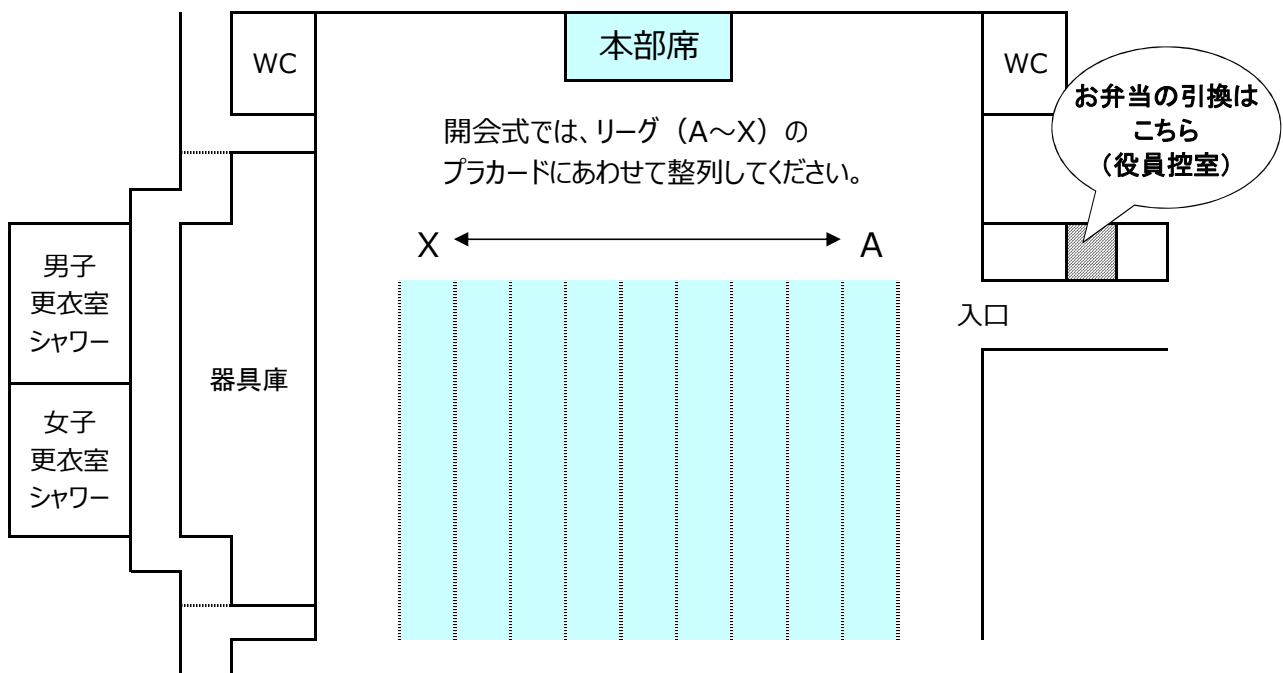 本部席
WC
WC
お弁当の引換は
こちら
(役員控室)
開会式では、リーグ(A～X)の
プラカードにあわせて整列してください。
X
A
男子
更衣室
シャワー
入口
器具庫
女子
更衣室
シャワー